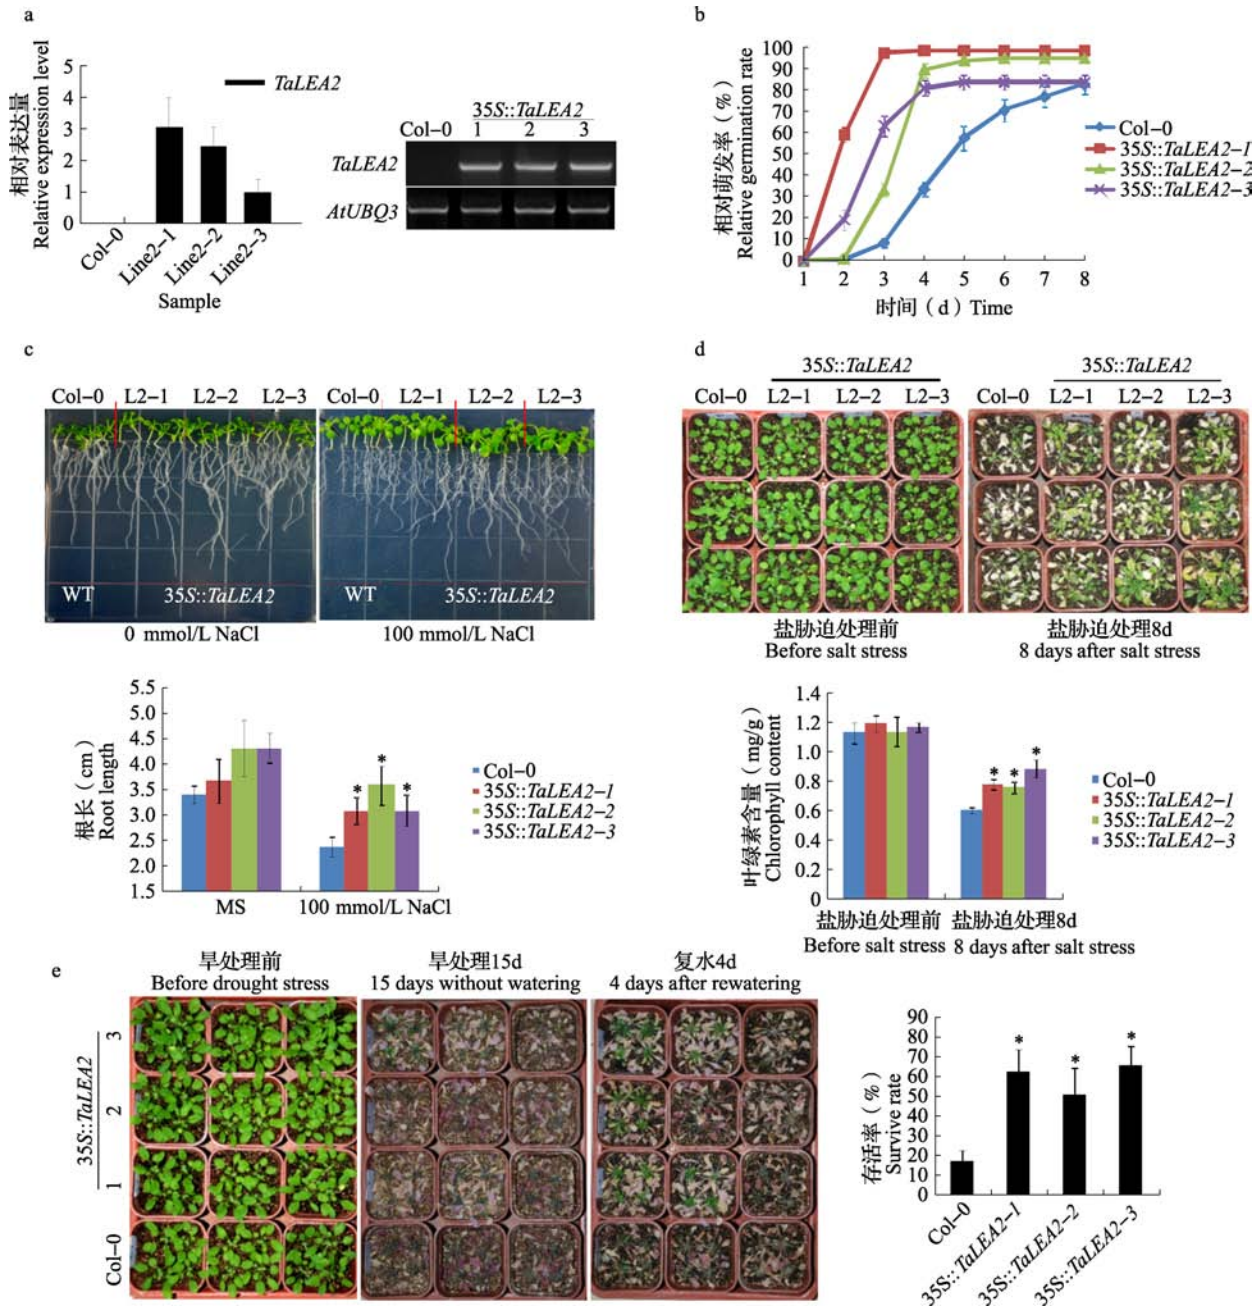 a
相对表达量
Relative expression level
5
4
3
2
1
0
TaLEA2
Col-0
Line2-1
Line2-2
Line2-3
Sample
35S::TaLEA2
Col-0 1 2 3
TaLEA2
AtUBQ3
b
相对萌发率（%）
Relative germination rate
100
90
80
70
60
50
40
30
20
10
0
1 2 3 4 5 6 7 8
时间（d）Time
Col-0
35S::TaLEA2-1
35S::TaLEA2-2
35S::TaLEA2-3
c
Col-0 L2-1 L2-2 L2-3
Col-0 L2-1 L2-2 L2-3
WT 35S::TaLEA2
WT 35S::TaLEA2
0 mmol/L NaCl
100 mmol/L NaCl
根长（cm）
Root length
5.5
5.0
4.5
4.0
3.5
3.0
2.5
2.0
1.5
* * *
MS
100 mmol/L NaCl
Col-0
35S::TaLEA2-1
35S::TaLEA2-2
35S::TaLEA2-3
d
35S::TaLEA2
35S::TaLEA2
Col-0 L2-1 L2-2 L2-3
Col-0 L2-1 L2-2 L2-3
盐胁迫处理前
Before salt stress
盐胁迫处理8d
8 days after salt stress
叶绿素含量（mg/g）
Chlorophyll content
1.4
1.2
1.0
0.8
0.6
0.4
0.2
0
* * *
盐胁迫处理前
Before salt stress
盐胁迫处理8d
8 days after salt stress
Col-0
35S::TaLEA2-1
35S::TaLEA2-2
35S::TaLEA2-3
e
旱处理前
Before drought stress
旱处理15d
15 days without watering
复水4d
4 days after rewatering
35S::TaLEA2
3
2
1
Col-0
存活率（%）
Survive rate
90
80
70
60
50
40
30
20
10
0
* * *
Col-0
35S::TaLEA2-1
35S::TaLEA2-2
35S::TaLEA2-3